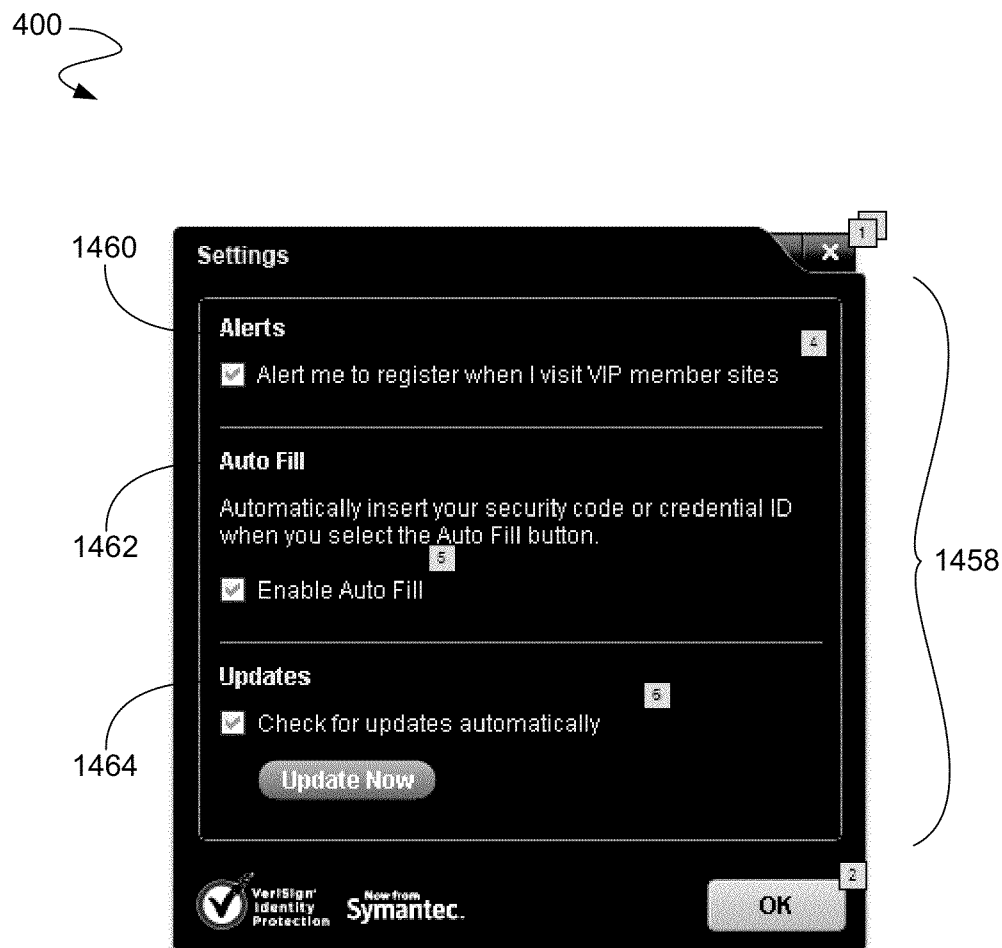 400
1
1460
Settings
Alerts
4
Alert me to register when I visit VIP member sites
Auto Fill
Automatically insert your security code or credential ID
when you select the Auto Fill button.
1462
5
1458
Enable Auto Fill
Updates
Check for updates automatically
1464
Update Now
2
VeriSign
Identity
Protection
Now from
Symantec.
OK